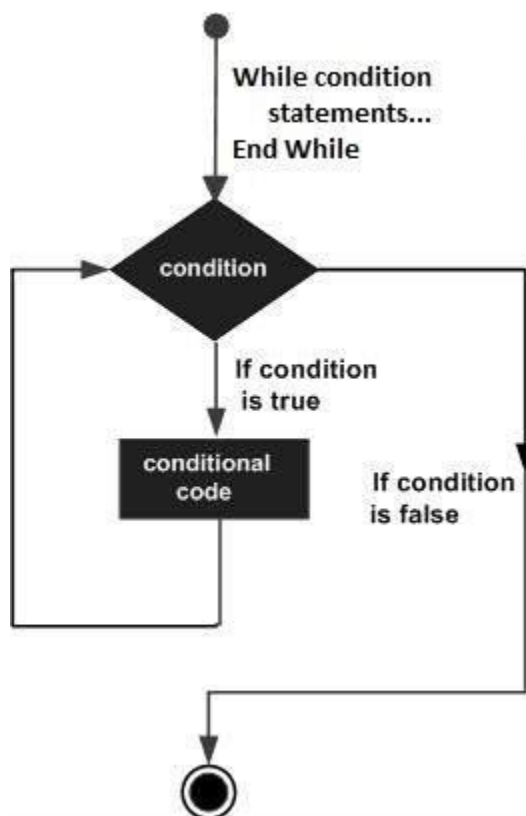 While condition
statements...
End While
condition
If condition
is true
conditional
code
If condition
is false